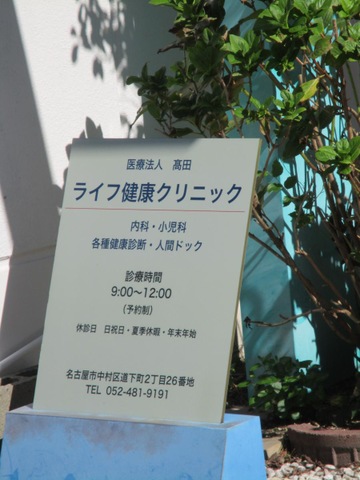 医療法人 髙田
ライフ健康クリニック
内科・小児科
各種健康診断・人間ドック
診療時間
9:00〜12:00
(予約制)
休診日 日祝日・夏季休暇・年末年始
名古屋市中村区道下町2丁目26番地
TEL 052-481-9191